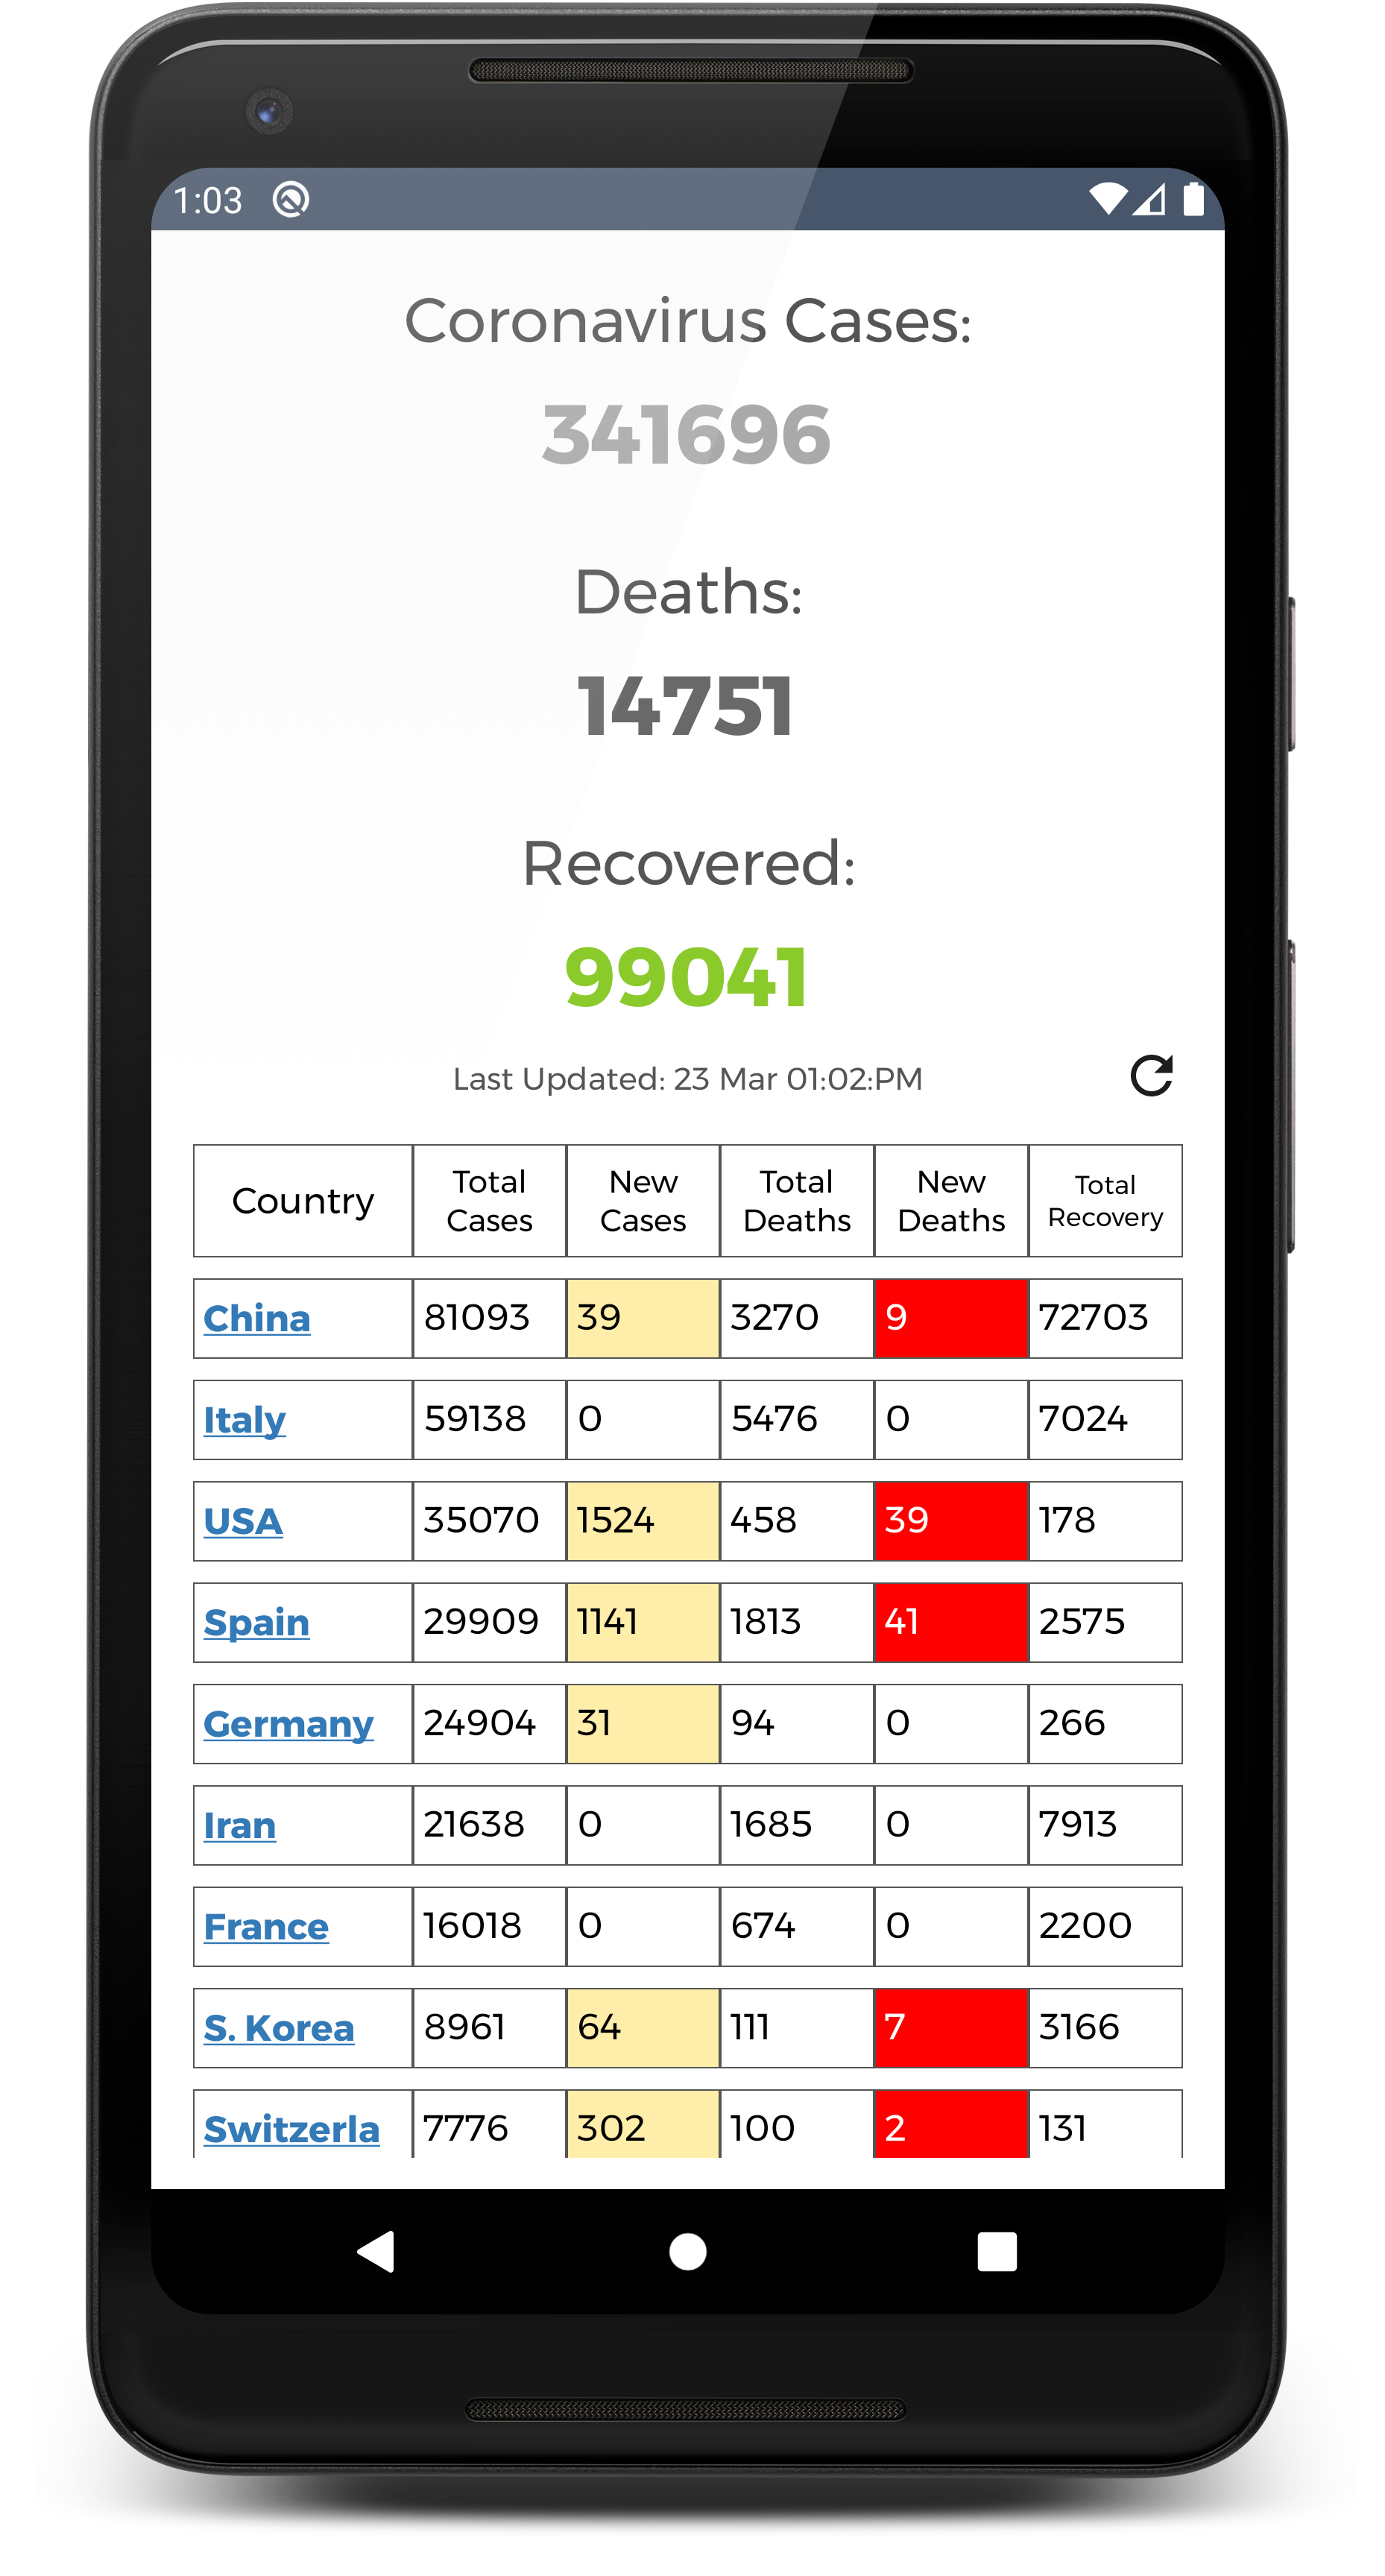 1:03
Coronavirus Cases:
341696
Deaths:
14751
Recovered:
99041
Last Updated: 23 Mar 01:02:PM
Country Total Cases New Cases Total Deaths New Deaths Total Recovery
China 81093 39 3270 9 72703
Italy 59138 0 5476 0 7024
USA 35070 1524 458 39 178
Spain 29909 1141 1813 41 2575
Germany 24904 31 94 0 266
Iran 21638 0 1685 0 7913
France 16018 0 674 0 2200
S. Korea 8961 64 111 7 3166
Switzerla 7776 302 100 2 131